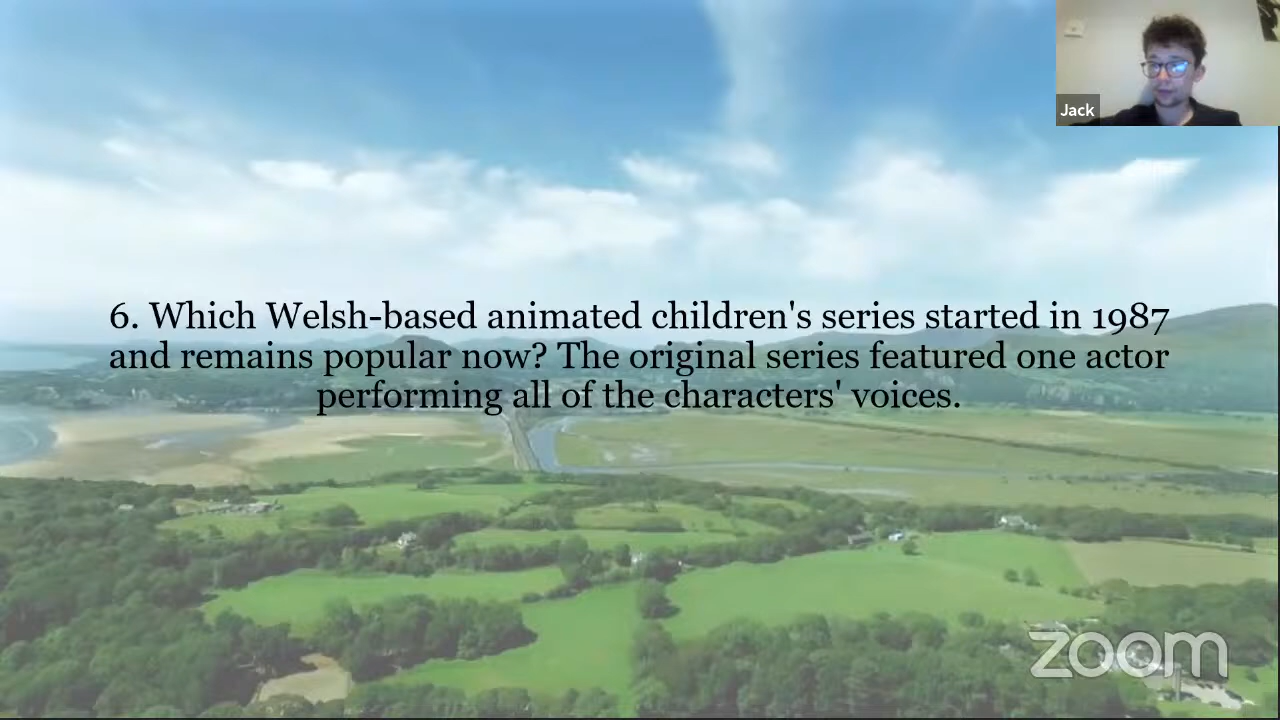 Jack
6. Which Welsh-based animated children's series started in 1987
and remains popular now? The original series featured one actor
performing all of the characters' voices.
zoom